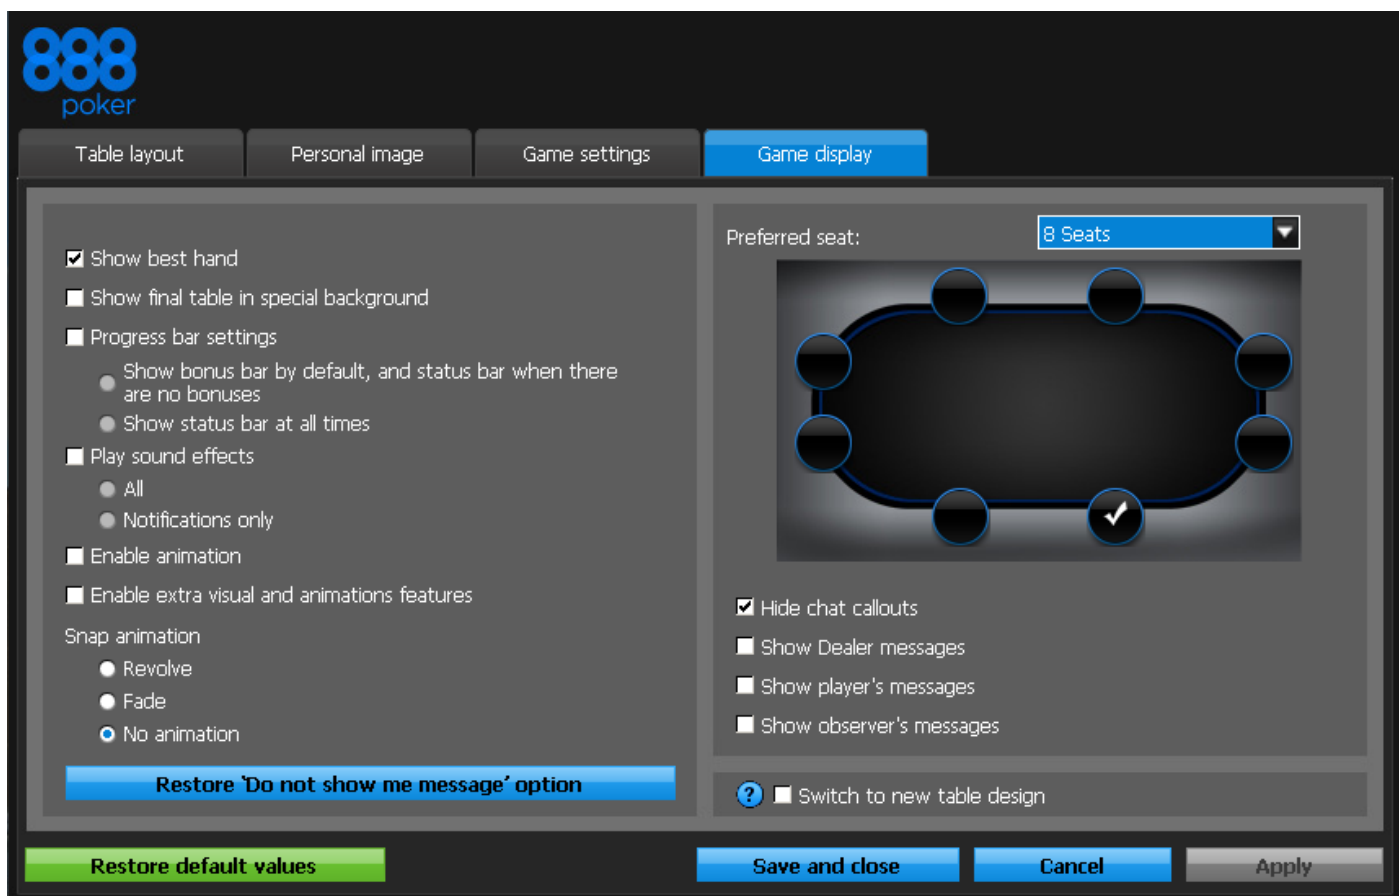 888
poker
Table layout
Personal image
Game settings
Game display
Show best hand
Show final table in special background
Progress bar settings
Show bonus bar by default, and status bar when there
are no bonuses
Show status bar at all times
Play sound effects
All
Notifications only
Enable animation
Enable extra visual and animations features
Snap animation
Revolve
Fade
No animation
Restore 'Do not show me message' option
Preferred seat:
8 Seats
Hide chat callouts
Show Dealer messages
Show player's messages
Show observer's messages
? Switch to new table design
Restore default values
Save and close
Cancel
Apply